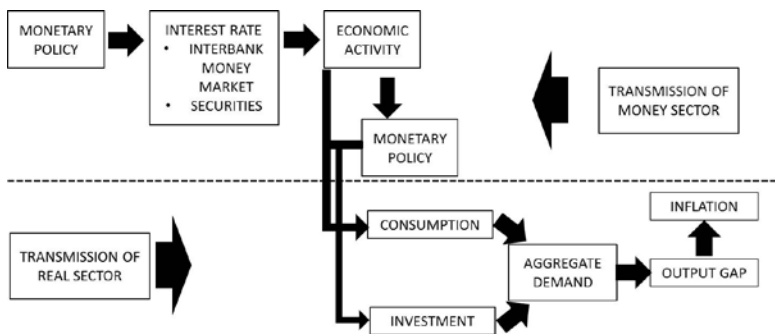 MONETARY
POLICY
INTEREST RATE
• INTERBANK
MONEY
MARKET
• SECURITIES
ECONOMIC
ACTIVITY
MONETARY
POLICY
TRANSMISSION OF
MONEY SECTOR
TRANSMISSION OF
REAL SECTOR
CONSUMPTION
INVESTMENT
AGGREGATE
DEMAND
OUTPUT GAP
INFLATION